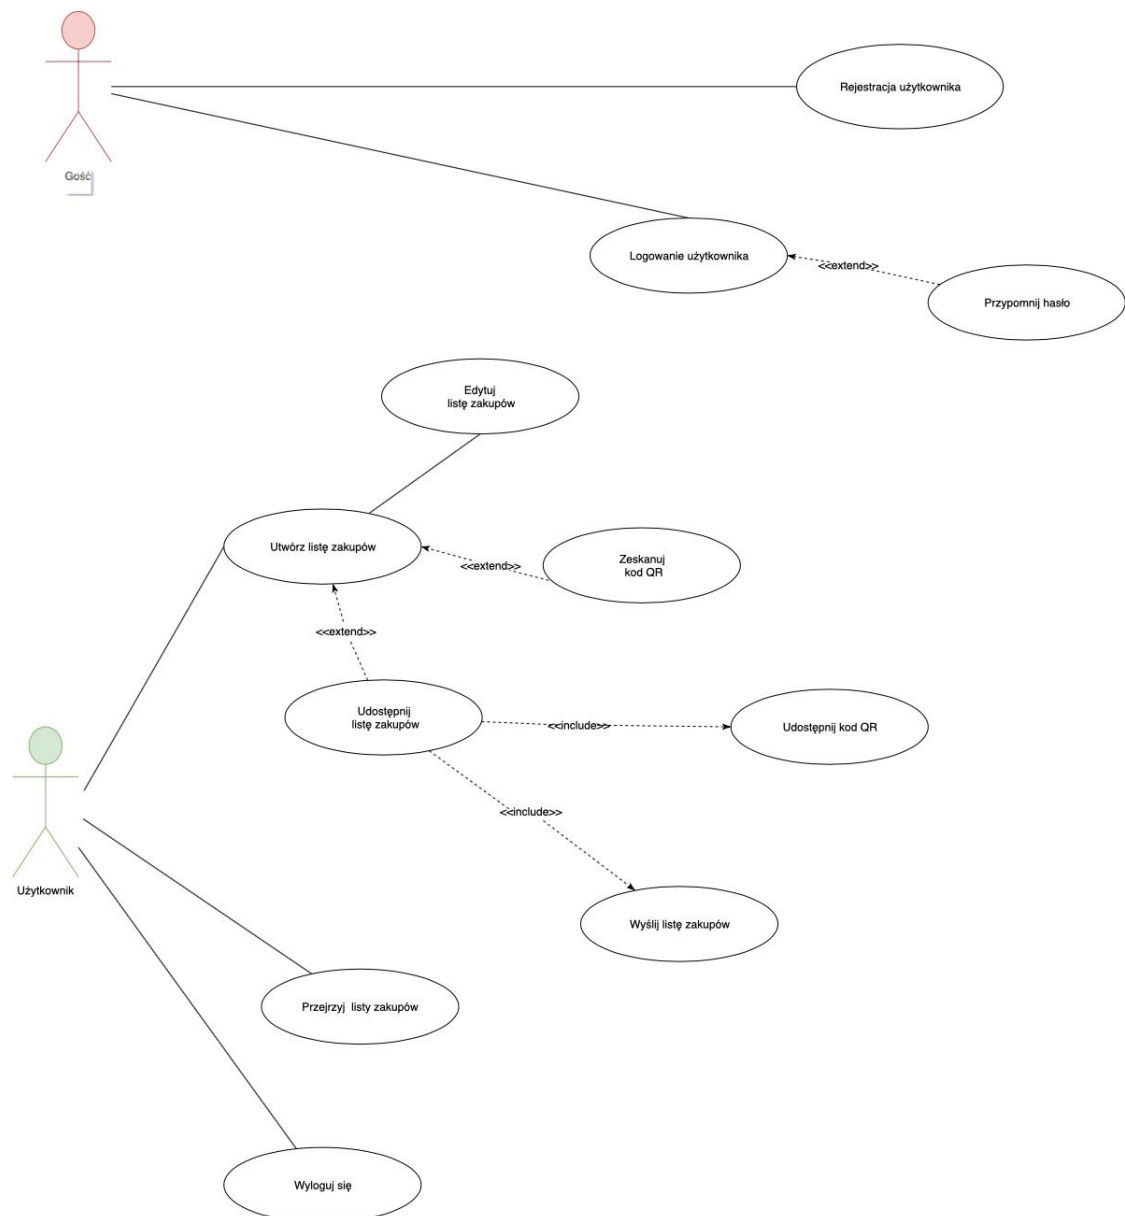 Rejestracja użytkownika
Gość
Logowanie użytkownika
<<extend>>
Przypomnij hasło
Edytuj
listę zakupów
Utwórz listę zakupów
Zeskanuj
kod QR
<<extend>>
<<extend>>
Udostępnij
listę zakupów
<<include>>
Udostępnij kod QR
<<include>>
Użytkownik
Wyślij listę zakupów
Przejrzyj  listy zakupów
Wyloguj się